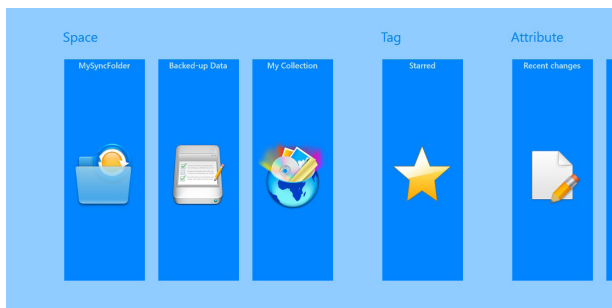 Space
Tag
Attribute
MySyncFolder
Backed-up Data
My Collection
Starred
Recent changes